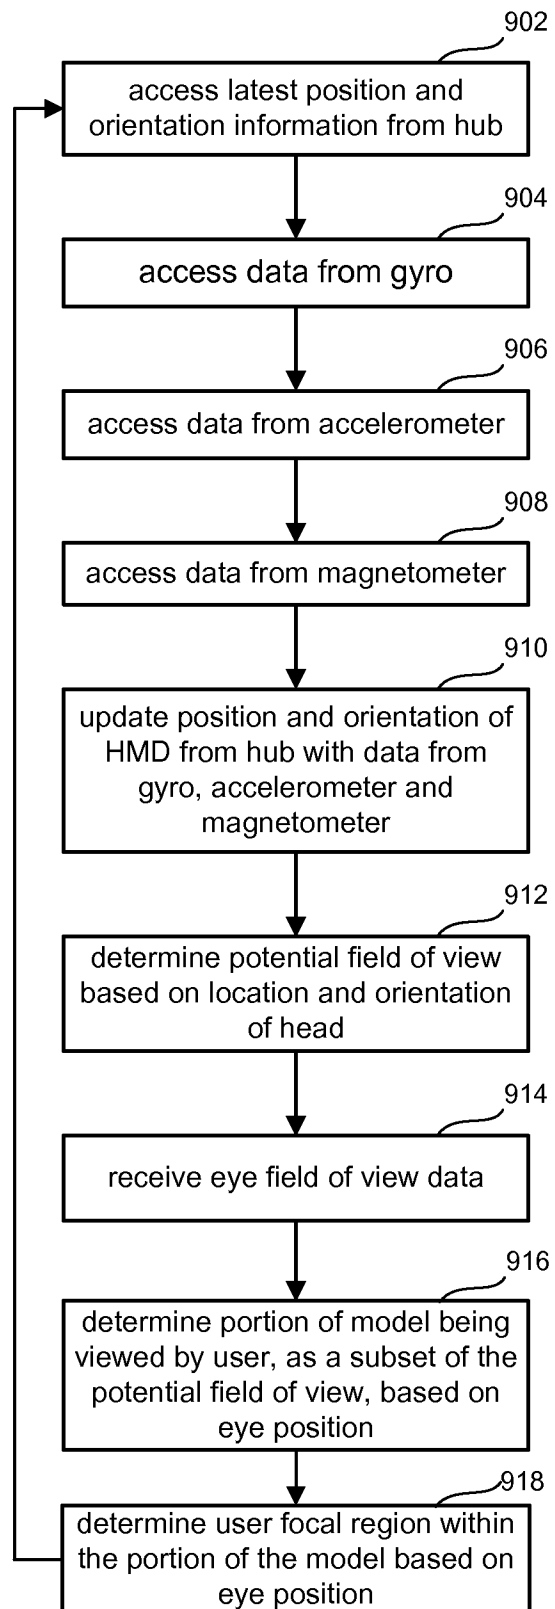 902
access latest position and
orientation information from hub
904
access data from gyro
906
access data from accelerometer
908
access data from magnetometer
910
update position and orientation of
HMD from hub with data from
gyro, accelerometer and
magnetometer
912
determine potential field of view
based on location and orientation
of head
914
receive eye field of view data
916
determine portion of model being
viewed by user, as a subset of the
potential field of view, based on
eye position
918
determine user focal region within
the portion of the model based on
eye position